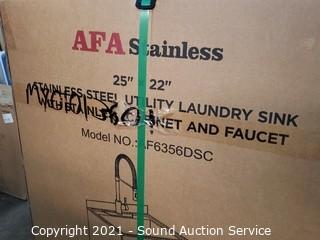 AFA Stainless
25" x 22"
STAINLESS STEEL UTILITY LAUNDRY SINK
WITH STAINLESS CABINET AND FAUCET
Model NO.:AF6356DSC
Copyright 2021 - Sound Auction Service